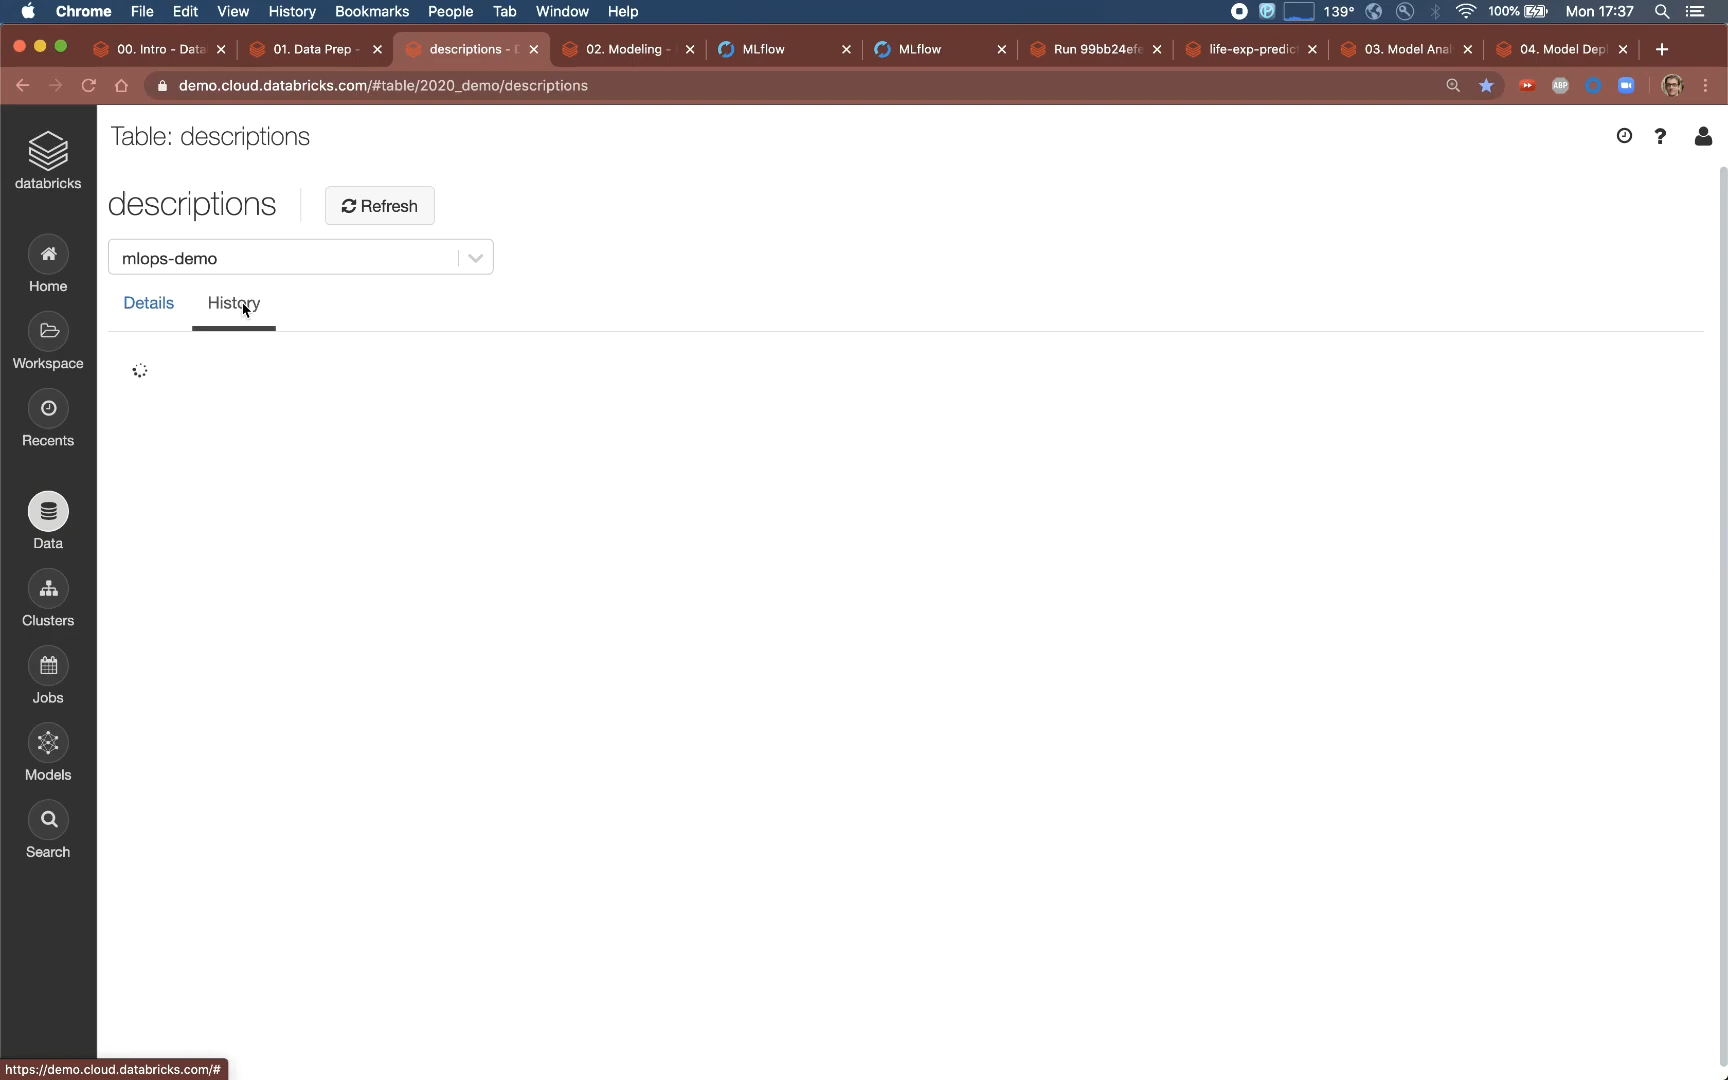 Chrome File Edit View History Bookmarks People Tab Window Help 139° 100% Mon 17:37
00. Intro - Data 01. Data Prep - descriptions - D 02. Modeling - MLflow MLflow Run 99bb24efe life-exp-predic 03. Model Anal 04. Model Depl
demo.cloud.databricks.com/#table/2020_demo/descriptions ABP
databricks
Table: descriptions
descriptions Refresh
mlops-demo
Details History
Home
Workspace
Recents
Data
Clusters
Jobs
Models
Search
https://demo.cloud.databricks.com/#